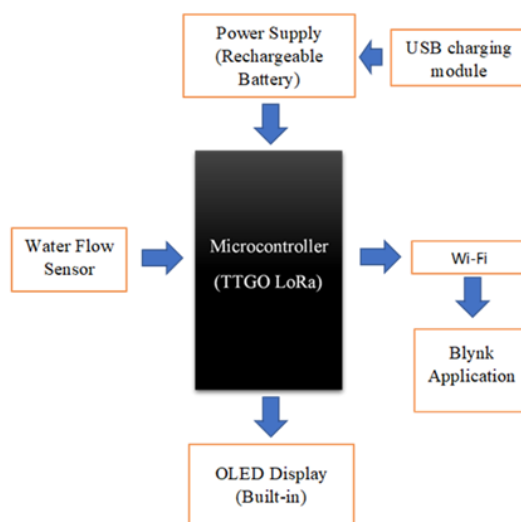 Power Supply
(Rechargeable
Battery)
USB charging
module
Water Flow
Sensor
Microcontroller
(TTGO LoRa)
Wi-Fi
Blynk
Application
OLED Display
(Built-in)